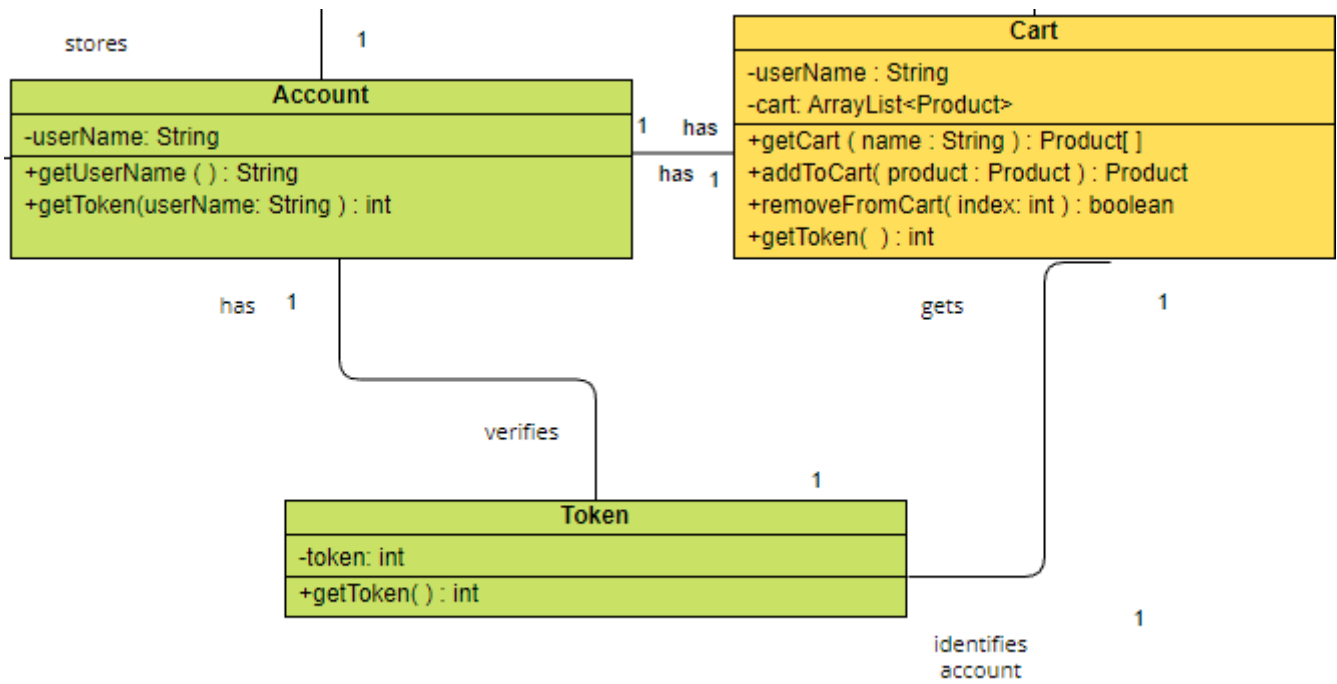 stores
1
Account
-userName: String
+getUserName ( ) : String
+getToken(userName: String ) : int
1 has
has 1
Cart
-userName : String
-cart: ArrayList<Product>
+getCart ( name : String ) : Product[ ]
+addToCart( product : Product ) : Product
+removeFromCart( index: int ) : boolean
+getToken(  ) : int
has 1
gets
1
verifies
1
Token
-token: int
+getToken( ) : int
1
identifies
account